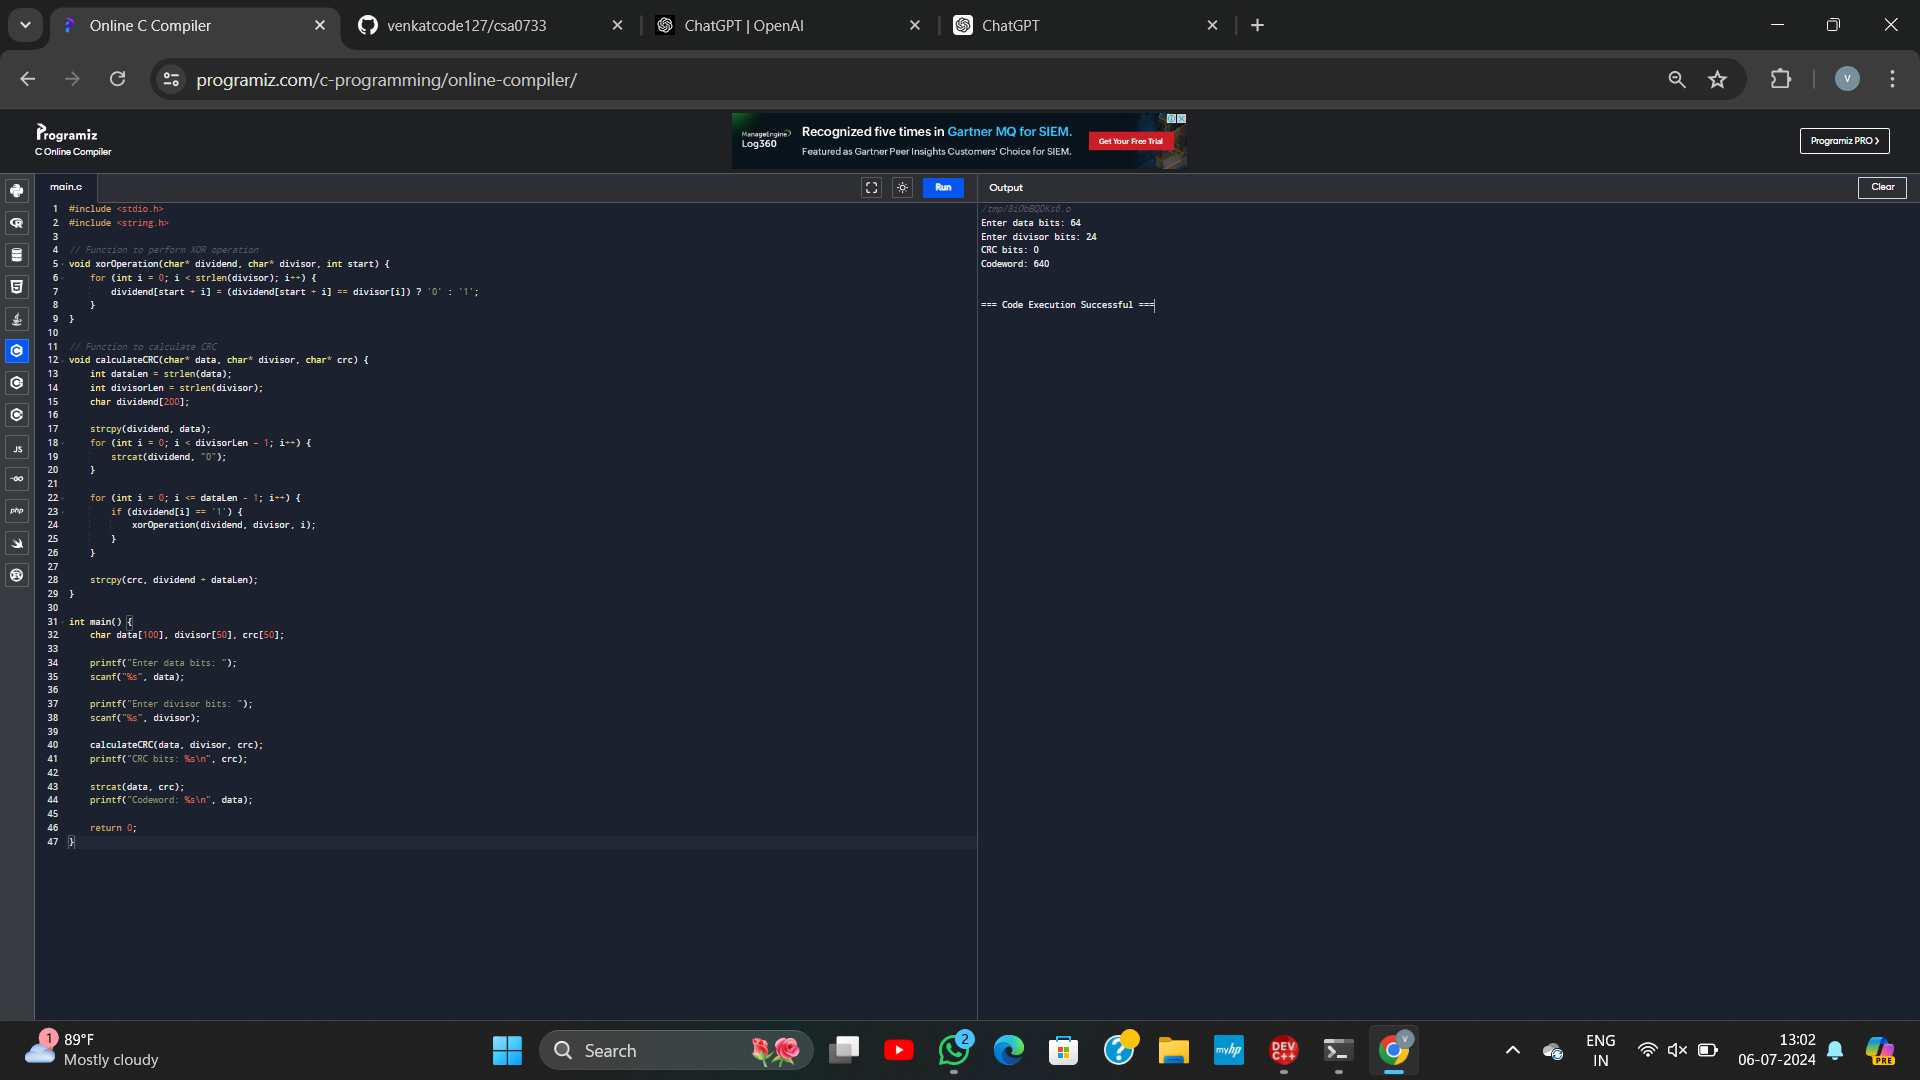 Online C Compiler
venkatcode127/csa0733
ChatGPT | OpenAI
ChatGPT
programiz.com/c-programming/online-compiler/
V
Programiz
C Online Compiler
ManageEngine
Log360
Recognized five times in Gartner MQ for SIEM.
Featured as Gartner Peer Insights Customers' Choice for SIEM.
Get Your Free Trial
Programiz PRO >
main.c
Run
Output
Clear
1 #include <stdio.h>
2 #include <string.h>
3
4 // Function to perform XOR operation
5 void xorOperation(char* dividend, char* divisor, int start) {
6 for (int i = 0; i < strlen(divisor); i++) {
7 dividend[start + i] = (dividend[start + i] == divisor[i]) ? '0' : '1';
8 }
9 }
10
11 // Function to calculate CRC
12 void calculateCRC(char* data, char* divisor, char* crc) {
13 int dataLen = strlen(data);
14 int divisorLen = strlen(divisor);
15 char dividend[200];
16
17 strcpy(dividend, data);
18 for (int i = 0; i < divisorLen - 1; i++) {
19 strcat(dividend, "0");
20 }
21
22 for (int i = 0; i <= dataLen - 1; i++) {
23 if (dividend[i] == '1') {
24 xorOperation(dividend, divisor, i);
25 }
26 }
27
28 strcpy(crc, dividend + dataLen);
29 }
30
31 int main() {
32 char data[100], divisor[50], crc[50];
33
34 printf("Enter data bits: ");
35 scanf("%s", data);
36
37 printf("Enter divisor bits: ");
38 scanf("%s", divisor);
39
40 calculateCRC(data, divisor, crc);
41 printf("CRC bits: %s\n", crc);
42
43 strcat(data, crc);
44 printf("Codeword: %s\n", data);
45
46 return 0;
47 }
/tmp/8iObBQDKs6.o
Enter data bits: 64
Enter divisor bits: 24
CRC bits: 0
Codeword: 640
=== Code Execution Successful ===
JS
GO
php
1
89°F
Mostly cloudy
Search
2
myhp
DEV
C++
V
ENG
IN
13:02
06-07-2024
PRE